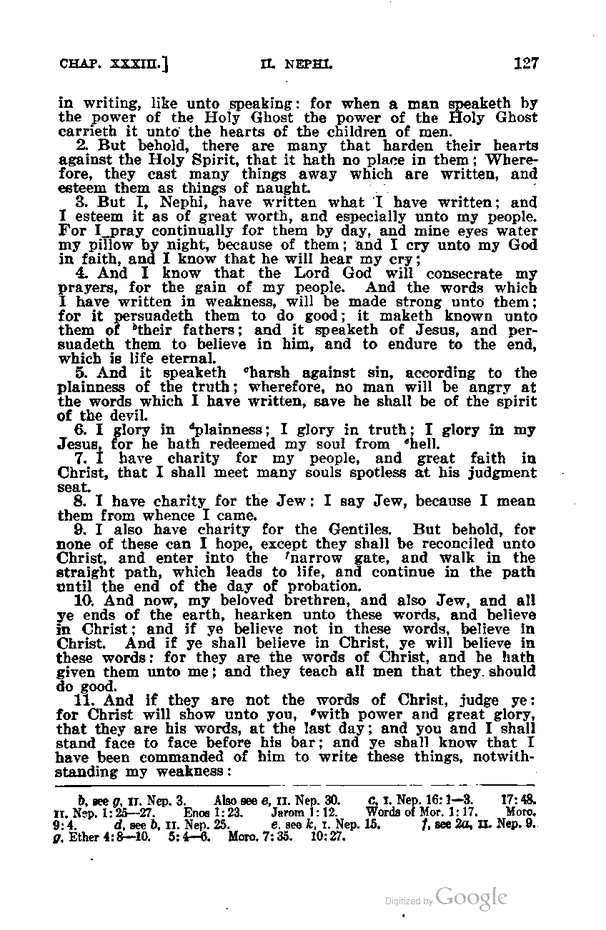 CHAP. XXXIII.] II. NEPHI. 127
in writing, like unto speaking: for when a man speaketh by
the power of the Holy Ghost the power of the Holy Ghost
carrieth it unto the hearts of the children of men.
2. But behold, there are many that harden their hearts
against the Holy Spirit, that it hath no place in them; Where-
fore, they cast many things away which are written, and
esteem them as things of naught.
3. But I, Nephi, have written what I have written; and
I esteem it as of great worth, and especially unto my people.
For I pray continually for them by day, and mine eyes water
my pillow by night, because of them; and I cry unto my God
in faith, and I know that he will hear my cry;
4. And I know that the Lord God will consecrate my
prayers, for the gain of my people. And the words which
I have written in weakness, will be made strong unto them;
for it persuadeth them to do good; it maketh known unto
them of ᵇtheir fathers; and it speaketh of Jesus, and per-
suadeth them to believe in him, and to endure to the end,
which is life eternal.
5. And it speaketh ᶜharsh against sin, according to the
plainness of the truth; wherefore, no man will be angry at
the words which I have written, save he shall be of the spirit
of the devil.
6. I glory in ᵈplainness; I glory in truth; I glory in my
Jesus, for he hath redeemed my soul from ᵉhell.
7. I have charity for my people, and great faith in
Christ, that I shall meet many souls spotless at his judgment
seat.
8. I have charity for the Jew: I say Jew, because I mean
them from whence I came.
9. I also have charity for the Gentiles. But behold, for
none of these can I hope, except they shall be reconciled unto
Christ, and enter into the ᶠnarrow gate, and walk in the
straight path, which leads to life, and continue in the path
until the end of the day of probation.
10. And now, my beloved brethren, and also Jew, and all
ye ends of the earth, hearken unto these words, and believe
in Christ; and if ye believe not in these words, believe in
Christ. And if ye shall believe in Christ, ye will believe in
these words: for they are the words of Christ, and he hath
given them unto me; and they teach all men that they should
do good.
11. And if they are not the words of Christ, judge ye:
for Christ will show unto you, ᵍwith power and great glory,
that they are his words, at the last day; and you and I shall
stand face to face before his bar; and ye shall know that I
have been commanded of him to write these things, notwith-
standing my weakness:
b, see g, II. Nep. 3. Also see e, II. Nep. 30. c, I. Nep. 16: 1—3. 17: 48.
II. Nep. 1: 25—27. Enos 1: 23. Jarom 1: 12. Words of Mor. 1: 17. Moro.
9: 4. d, see b, II. Nep. 25. e, see k, I. Nep. 15. f, see 2a, II. Nep. 9.
g, Ether 4: 8—10. 5: 4—6. Moro. 7: 35. 10: 27.
Digitized by Google